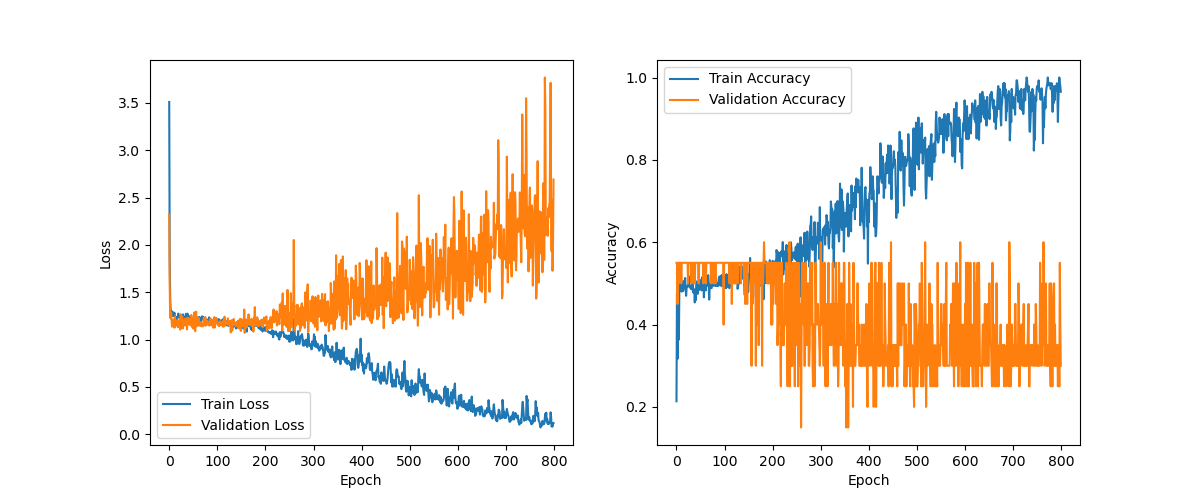 3.5
3.0
2.5
2.0
1.5
1.0
0.5
0.0
Loss
Train Loss
Validation Loss
0 100 200 300 400 500 600 700 800
Epoch
1.0
0.8
0.6
0.4
0.2
Accuracy
Train Accuracy
Validation Accuracy
0 100 200 300 400 500 600 700 800
Epoch